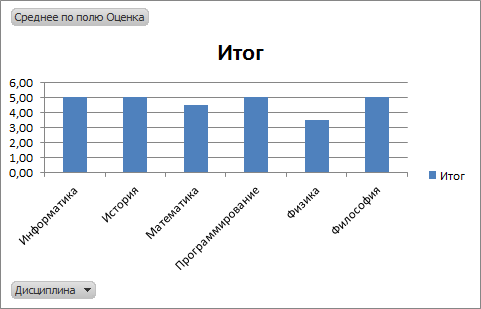 Среднее по полю Оценка
Итог
6,00
5,00
4,00
3,00
2,00
1,00
0,00
Информатика
История
Математика
Программирование
Физика
Философия
Итог
Дисциплина